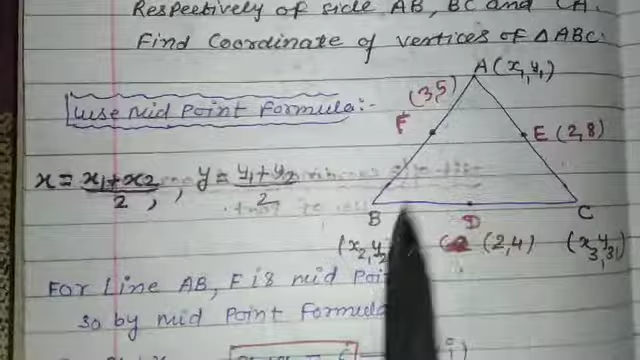 Respectively of side AB, BC and CA.
Find Coordinate of vertices of △ABC.
A(x₁,y₁)
(3,5)
Use Mid Point Formula:-
F
E (2,8)
x = x₁+x₂/2, , y = y₁+y₂/2
B
D
C
(x₂,y₂
(2,4)
(x₃,y₃)
For Line AB, F is mid Poi
so by mid Point Formula